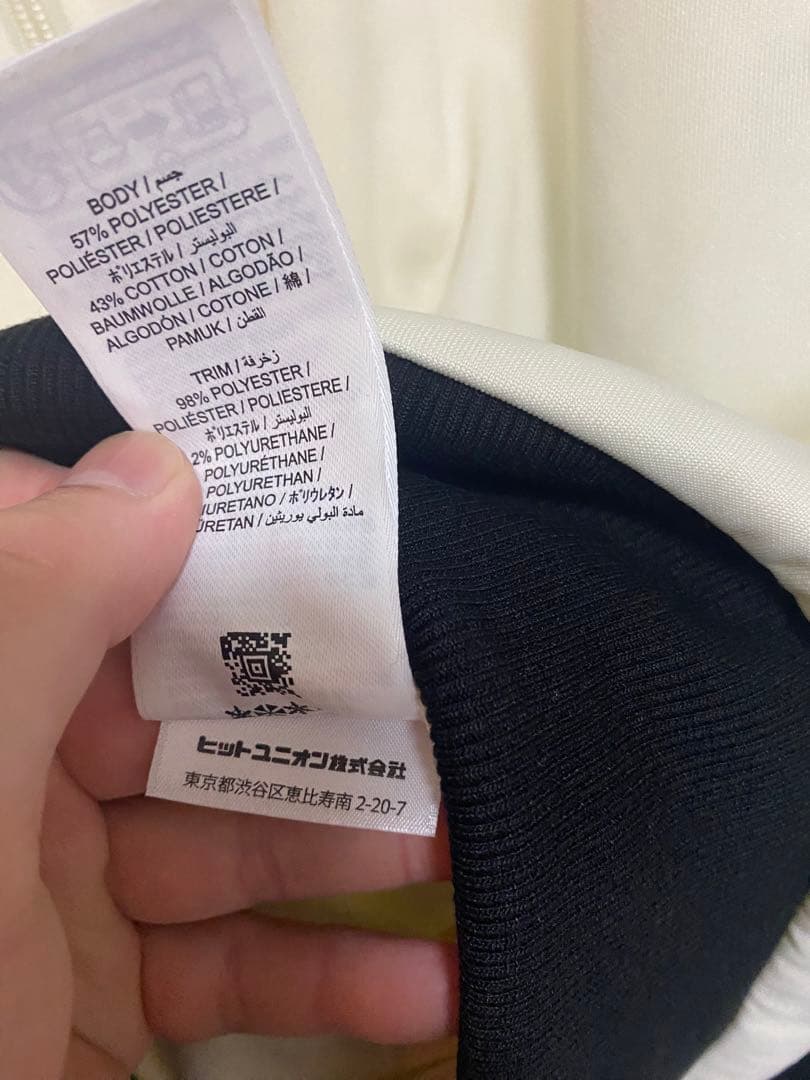 BODY / جسم
57% POLYESTER /
POLIÉSTER / POLIESTERE /
ポリエステル / البوليستر /
43% COTTON / COTON /
BAUMWOLLE / ALGODÃO /
ALGODÓN / COTONE / 綿 /
PAMUK / القطن
TRIM / زخرفة
98% POLYESTER /
POLIÉSTER / POLIESTERE /
ポリエステル / البوليستر
2% POLYURETHANE /
POLYURÉTHANE /
POLYURETHAN /
IURETANO / ポリウレタン /
URETAN / مادة البولي يوريثين
ヒットユニオン株式会社
東京都渋谷区恵比寿南 2-20-7